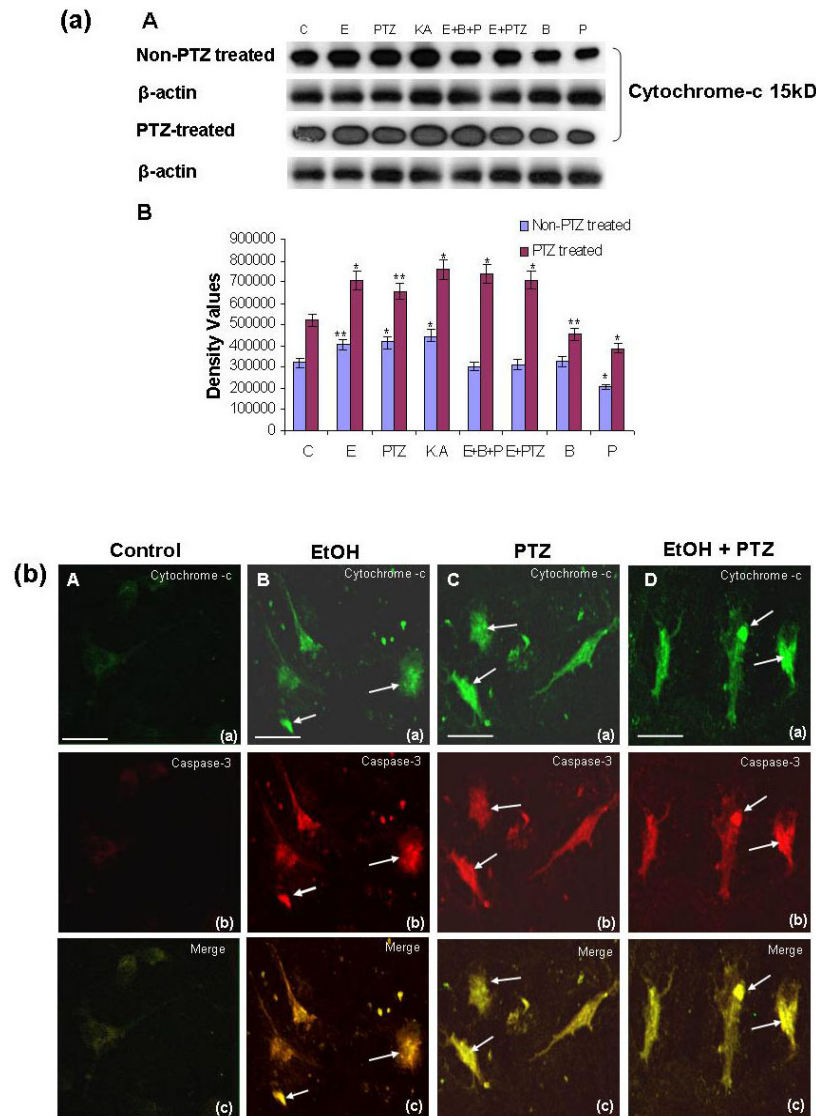 (a) A
C E PTZ KA E+B+P E+PTZ B P
Non-PTZ treated
β-actin
Cytochrome-c 15kD
PTZ-treated
β-actin
B
Non-PTZ treated
PTZ treated
Density Values
900000
800000
700000
600000
500000
400000
300000
200000
100000
0
** * * *
* ** * * * ** *
C E PTZ K.A E+B+P E+PTZ B P
(b)
Control EtOH PTZ EtOH + PTZ
A Cytochrome -c (a)
B Cytochrome -c (a)
C Cytochrome -c (a)
D Cytochrome -c (a)
Caspase-3 (b)
Caspase-3 (b)
Caspase-3 (b)
Caspase-3 (b)
Merge (c)
Merge (c)
Merge (c)
Merge (c)